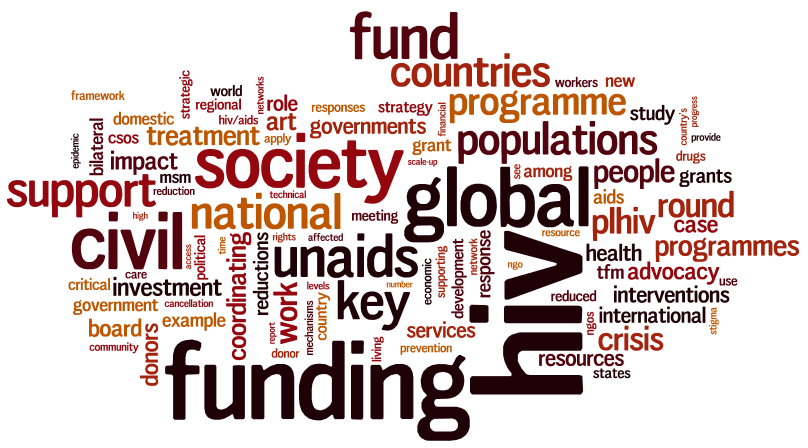 fund
countries
workers
new
framework
strategic
world
networks
regional
role
responses
strategy
financial
programme
study
country's
progress
domestic
hiv/aids
art
governments
epidemic
bilateral
csos
treatment
apply
grant
populations
provide
impact
society
scale-up
see
among
people
drugs
msm
grants
support
reduction
technical
global
aids
round
high
national
meeting
plhiv
case
civil
resource
access
political
time
coordinating
reductions
rights
affected
unaids
economic
supporting
development
network
response
hiv
ngo
health
programmes
care
tfm
advocacy
use
critical
investment
levels
key
number
reduced
interventions
government
cancellation
work
mechanisms
country
ngos
international
stigma
board
example
donors
report
donor
services
crisis
community
funding
living
prevention
resources
states